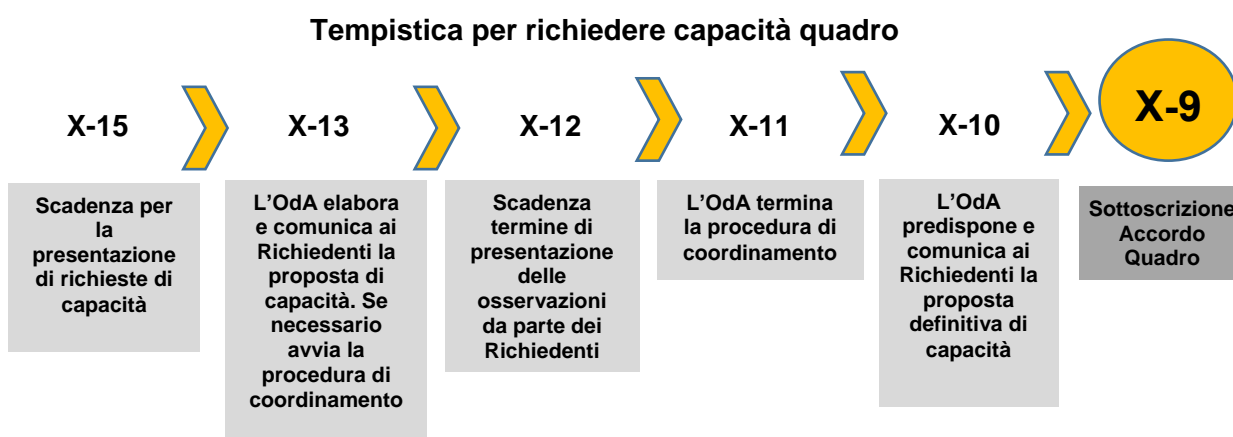 Tempistica per richiedere capacità quadro
X-15
X-13
X-12
X-11
X-10
X-9
Scadenza per
la
presentazione
di richieste di
capacità
L'OdA elabora
e comunica ai
Richiedenti la
proposta di
capacità. Se
necessario
avvia la
procedura di
coordinamento
Scadenza
termine di
presentazione
delle
osservazioni
da parte dei
Richiedenti
L'OdA termina
la procedura di
coordinamento
L'OdA
predispone e
comunica ai
Richiedenti la
proposta
definitiva di
capacità
Sottoscrizione
Accordo
Quadro